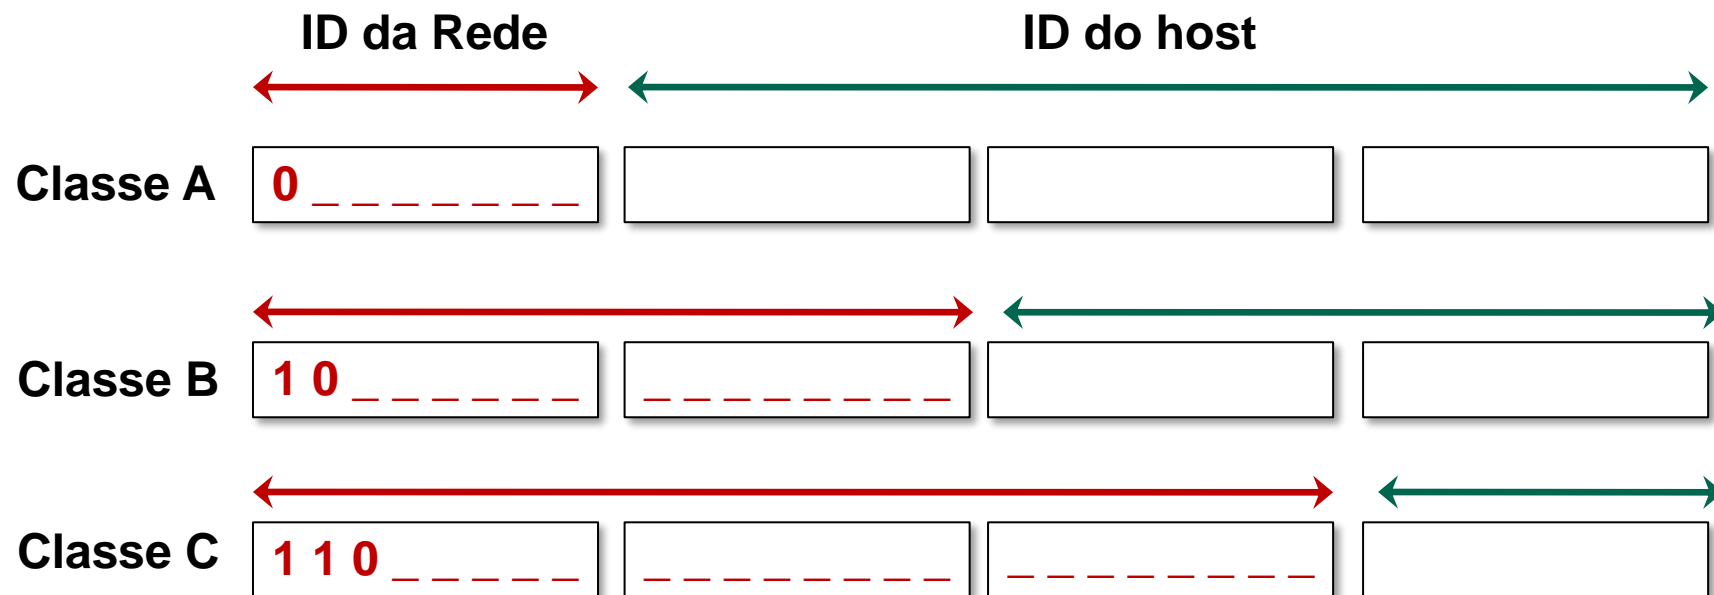 ID da Rede ID do host
Classe A 0 _ _ _ _ _ _ _
Classe B 1 0 _ _ _ _ _ _ _ _ _ _ _ _ _ _
Classe C 1 1 0 _ _ _ _ _ _ _ _ _ _ _ _ _ _ _ _ _ _ _ _ _